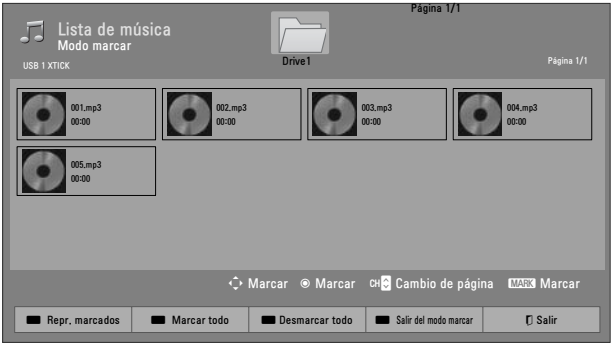 Página 1/1
Lista de música
Modo marcar
USB 1 XTICK
Drive1
Página 1/1
001.mp3
00:00
002.mp3
00:00
003.mp3
00:00
004.mp3
00:00
005.mp3
00:00
Marcar Marcar CH Cambio de página MARK Marcar
Repr. marcados Marcar todo Desmarcar todo Salir del modo marcar Salir